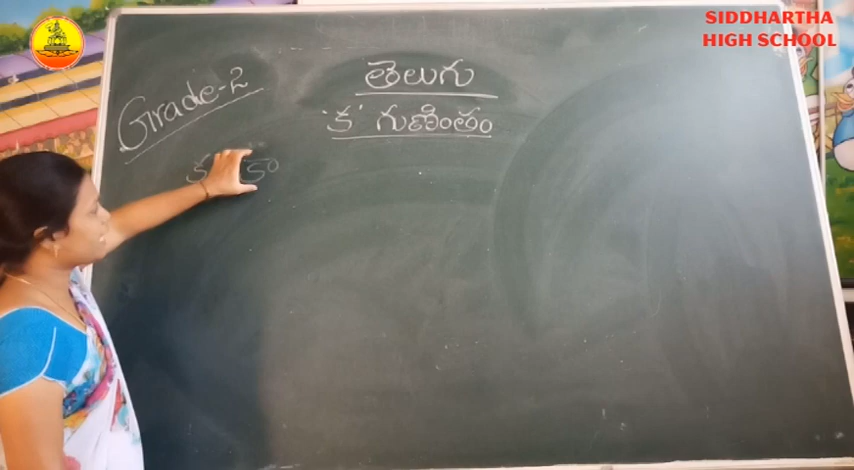 SIDDHARTHA
HIGH SCHOOL
Grade-2
తెలుగు
'క' గుణింతం
క కా